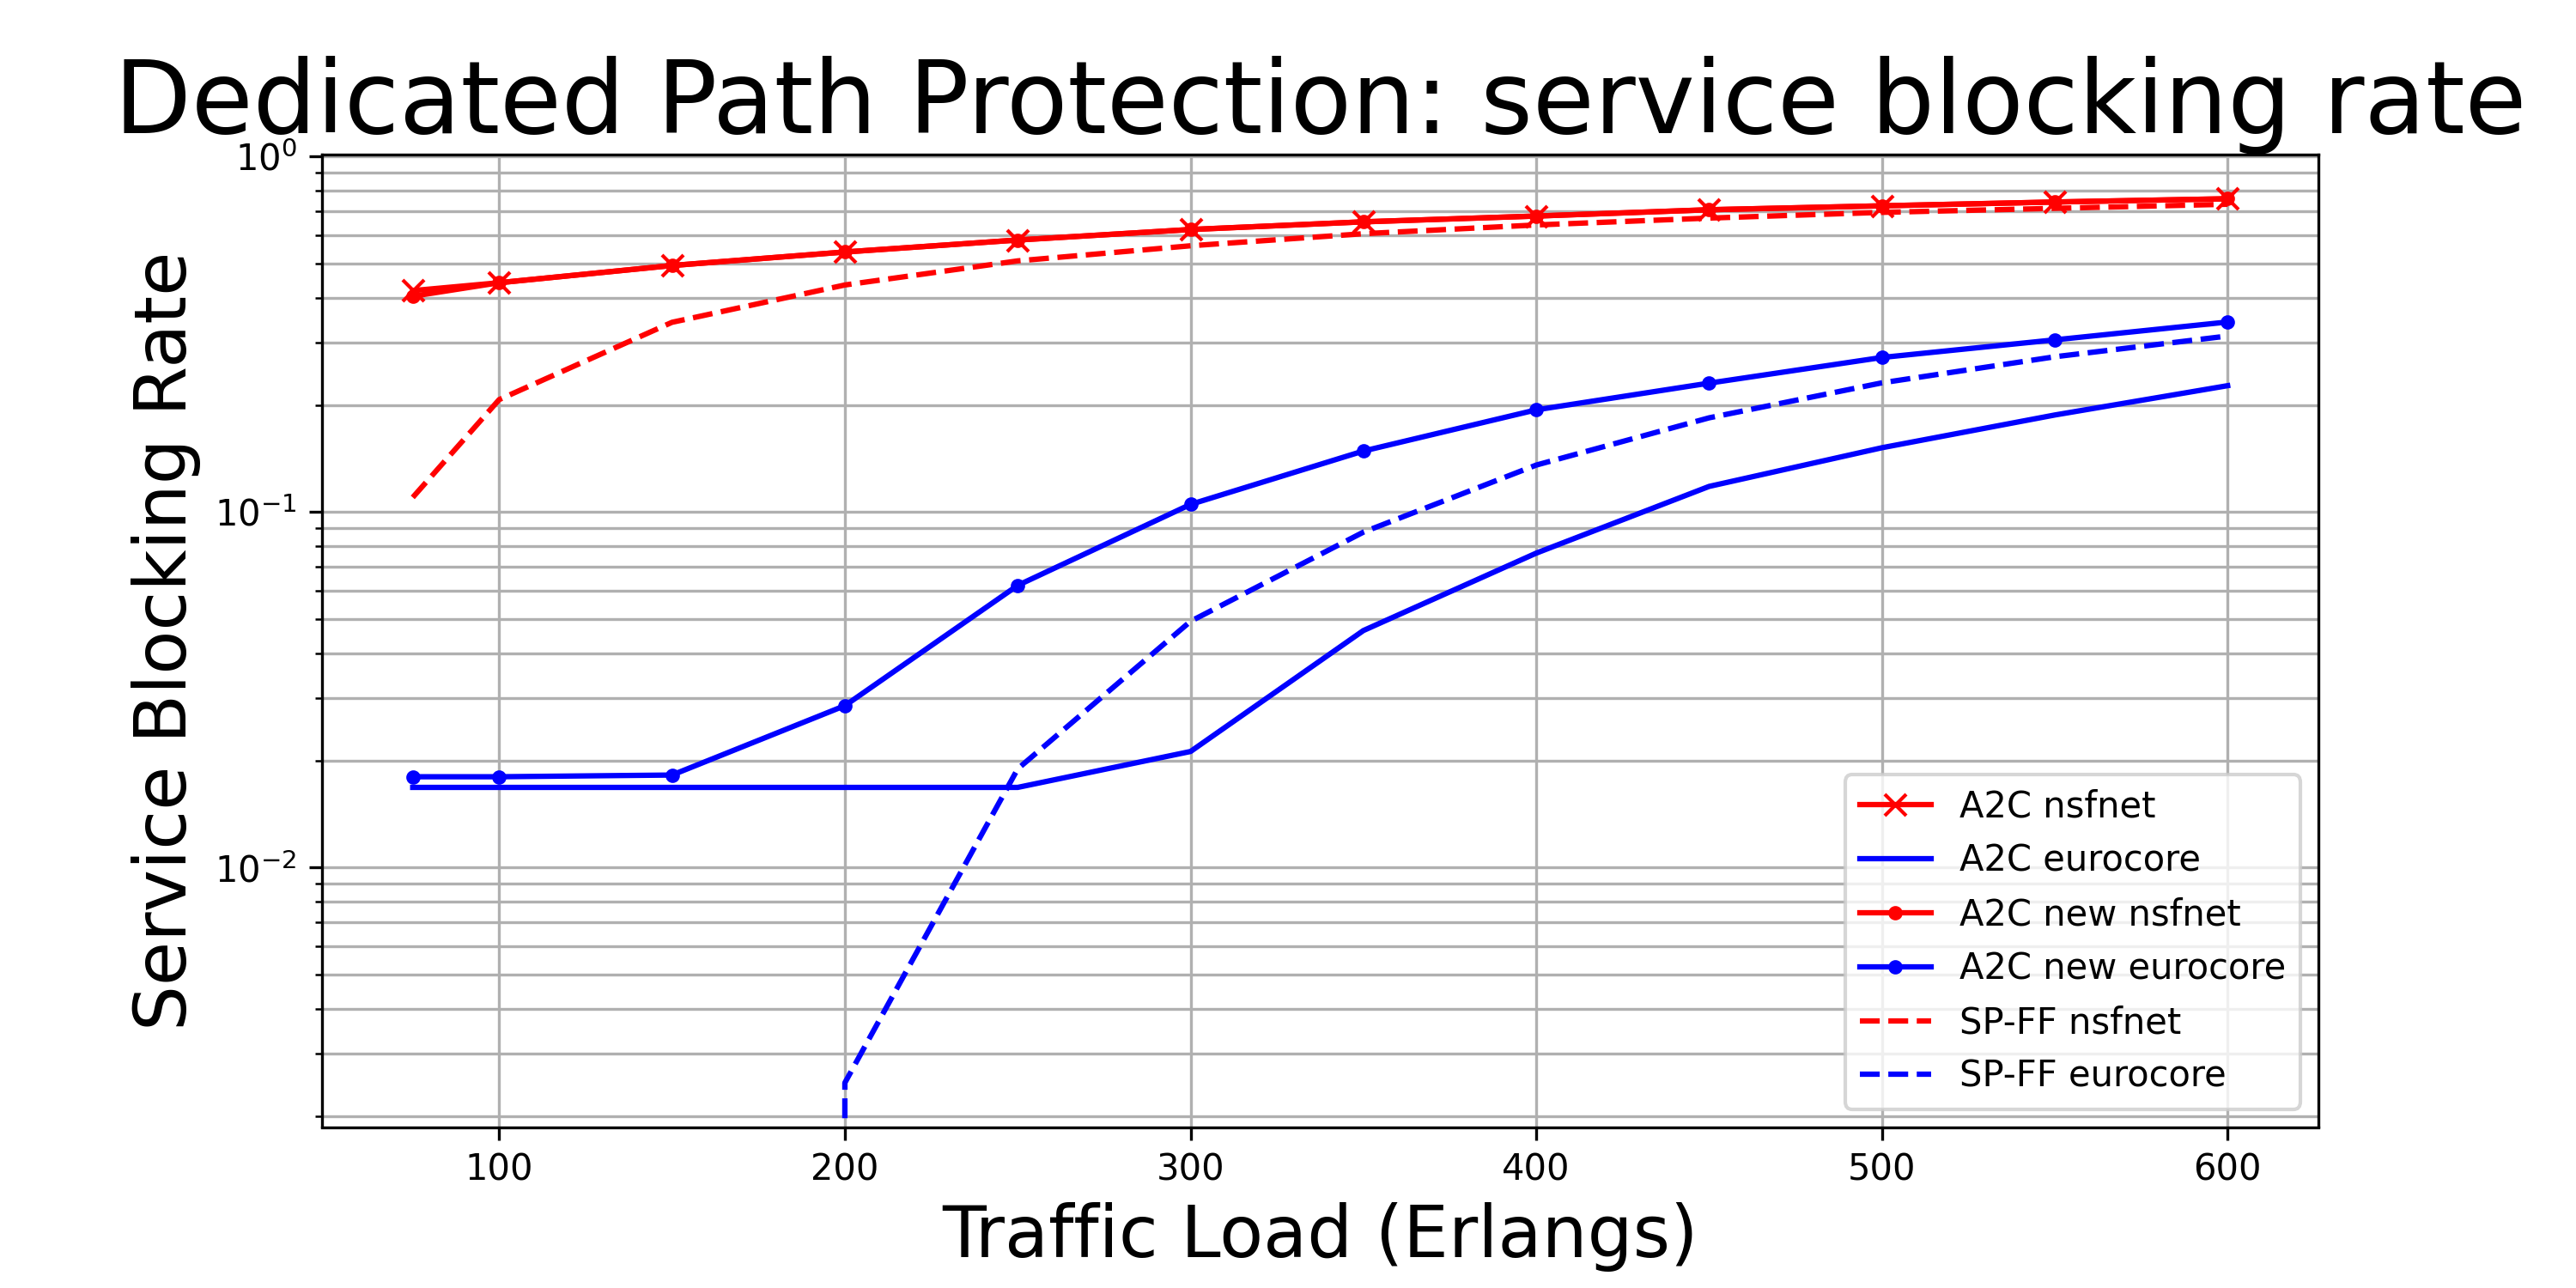 Dedicated Path Protection: service blocking rate
Service Blocking Rate
10⁰
10⁻¹
10⁻²
A2C nsfnet
A2C eurocore
A2C new nsfnet
A2C new eurocore
SP-FF nsfnet
SP-FF eurocore
100 200 300 400 500 600
Traffic Load (Erlangs)